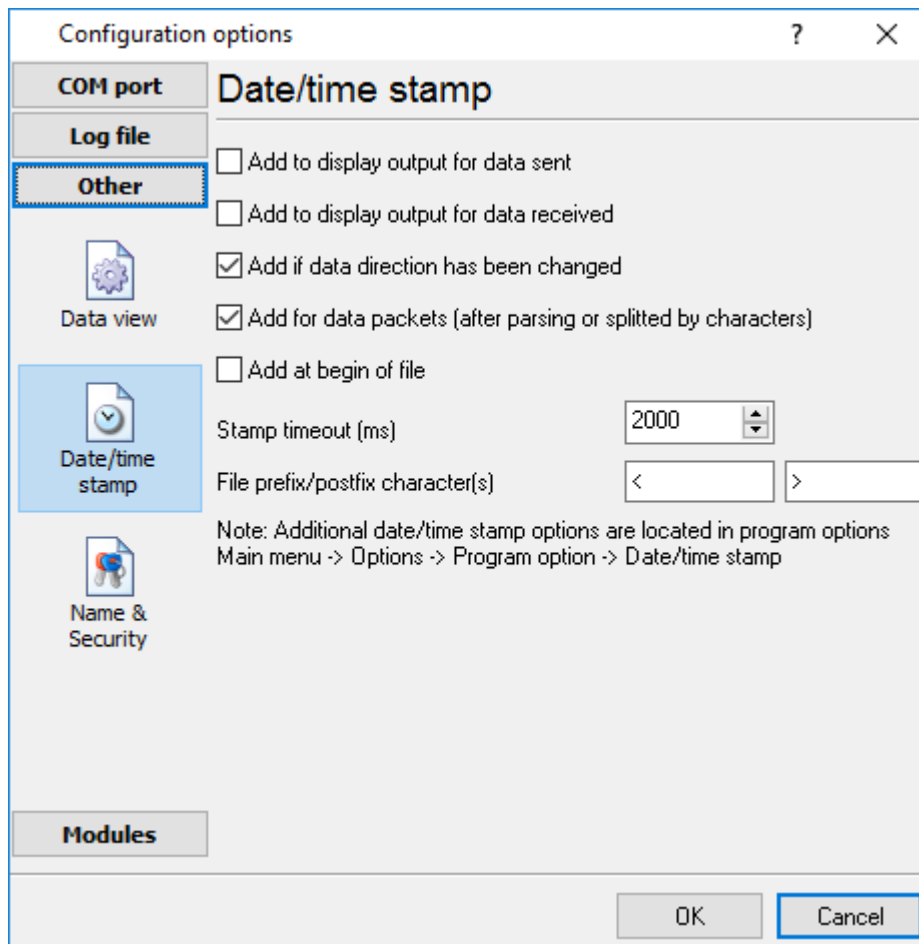 Configuration options
?
COM port
Log file
Other
Data view
Date/time
stamp
Name &
Security
Modules
Date/time stamp
Add to display output for data sent
Add to display output for data received
Add if data direction has been changed
Add for data packets (after parsing or splitted by characters)
Add at begin of file
Stamp timeout (ms) 2000
File prefix/postfix character(s) < >
Note: Additional date/time stamp options are located in program options
Main menu -> Options -> Program option -> Date/time stamp
OK Cancel